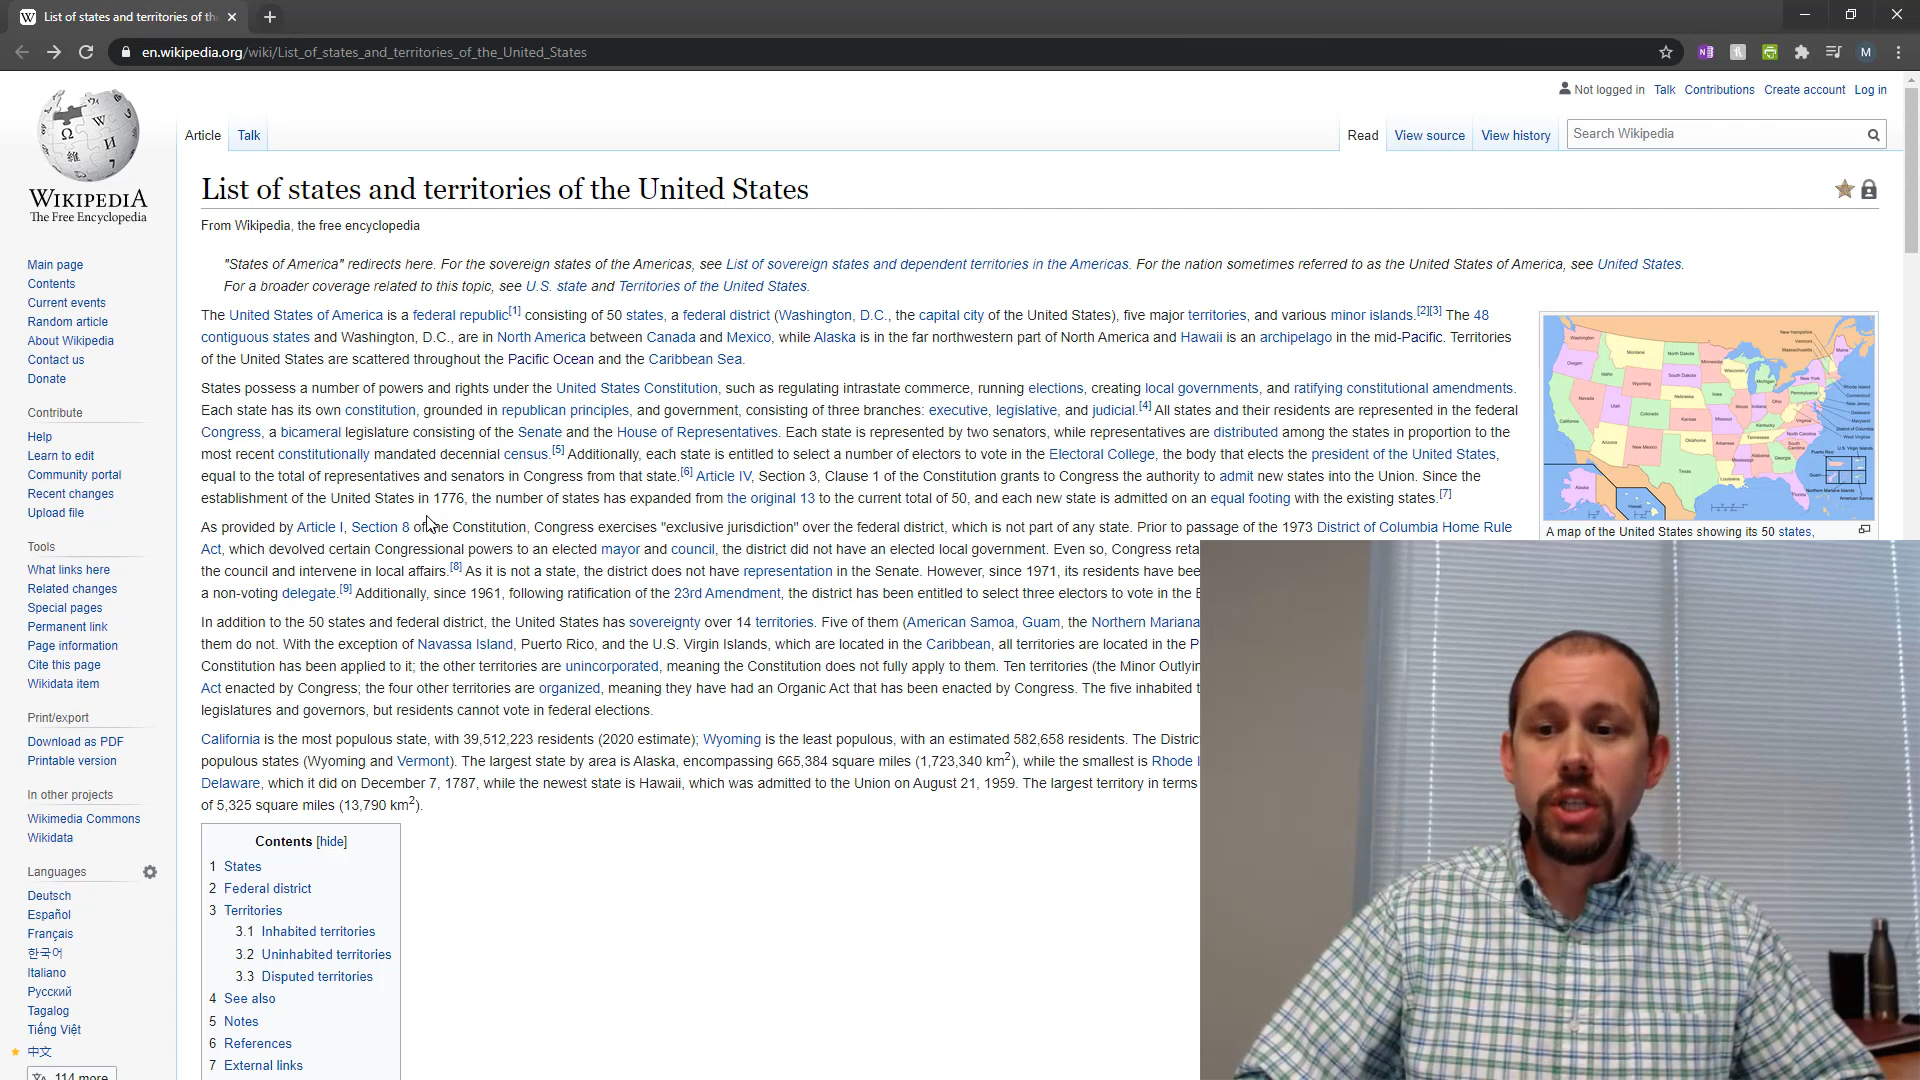 List of states and territories of th
en.wikipedia.org/wiki/List_of_states_and_territories_of_the_United_States
M
WIKIPEDIA
The Free Encyclopedia
Not logged in Talk Contributions Create account Log in
Article Talk
Read View source View history Search Wikipedia
List of states and territories of the United States
From Wikipedia, the free encyclopedia
"States of America" redirects here. For the sovereign states of the Americas, see List of sovereign states and dependent territories in the Americas. For the nation sometimes referred to as the United States of America, see United States.
For a broader coverage related to this topic, see U.S. state and Territories of the United States.
The United States of America is a federal republic[1] consisting of 50 states, a federal district (Washington, D.C., the capital city of the United States), five major territories, and various minor islands.[2][3] The 48
contiguous states and Washington, D.C., are in North America between Canada and Mexico, while Alaska is in the far northwestern part of North America and Hawaii is an archipelago in the mid-Pacific. Territories
of the United States are scattered throughout the Pacific Ocean and the Caribbean Sea.
States possess a number of powers and rights under the United States Constitution, such as regulating intrastate commerce, running elections, creating local governments, and ratifying constitutional amendments.
Each state has its own constitution, grounded in republican principles, and government, consisting of three branches: executive, legislative, and judicial.[4] All states and their residents are represented in the federal
Congress, a bicameral legislature consisting of the Senate and the House of Representatives. Each state is represented by two senators, while representatives are distributed among the states in proportion to the
most recent constitutionally mandated decennial census.[5] Additionally, each state is entitled to select a number of electors to vote in the Electoral College, the body that elects the president of the United States,
equal to the total of representatives and senators in Congress from that state.[6] Article IV, Section 3, Clause 1 of the Constitution grants to Congress the authority to admit new states into the Union. Since the
establishment of the United States in 1776, the number of states has expanded from the original 13 to the current total of 50, and each new state is admitted on an equal footing with the existing states.[7]
As provided by Article I, Section 8 of the Constitution, Congress exercises "exclusive jurisdiction" over the federal district, which is not part of any state. Prior to passage of the 1973 District of Columbia Home Rule
Act, which devolved certain Congressional powers to an elected mayor and council, the district did not have an elected local government. Even so, Congress reta
the council and intervene in local affairs.[8] As it is not a state, the district does not have representation in the Senate. However, since 1971, its residents have bee
a non-voting delegate.[9] Additionally, since 1961, following ratification of the 23rd Amendment, the district has been entitled to select three electors to vote in the E
In addition to the 50 states and federal district, the United States has sovereignty over 14 territories. Five of them (American Samoa, Guam, the Northern Mariana
them do not. With the exception of Navassa Island, Puerto Rico, and the U.S. Virgin Islands, which are located in the Caribbean, all territories are located in the P
Constitution has been applied to it; the other territories are unincorporated, meaning the Constitution does not fully apply to them. Ten territories (the Minor Outlyin
Act enacted by Congress; the four other territories are organized, meaning they have had an Organic Act that has been enacted by Congress. The five inhabited t
legislatures and governors, but residents cannot vote in federal elections.
California is the most populous state, with 39,512,223 residents (2020 estimate); Wyoming is the least populous, with an estimated 582,658 residents. The Distric
populous states (Wyoming and Vermont). The largest state by area is Alaska, encompassing 665,384 square miles (1,723,340 km2), while the smallest is Rhode I
Delaware, which it did on December 7, 1787, while the newest state is Hawaii, which was admitted to the Union on August 21, 1959. The largest territory in terms
of 5,325 square miles (13,790 km2).
A map of the United States showing its 50 states,
Contents [hide]
1 States
2 Federal district
3 Territories
3.1 Inhabited territories
3.2 Uninhabited territories
3.3 Disputed territories
4 See also
5 Notes
6 References
7 External links
Main page
Contents
Current events
Random article
About Wikipedia
Contact us
Donate
Contribute
Help
Learn to edit
Community portal
Recent changes
Upload file
Tools
What links here
Related changes
Special pages
Permanent link
Page information
Cite this page
Wikidata item
Print/export
Download as PDF
Printable version
In other projects
Wikimedia Commons
Wikidata
Languages
Deutsch
Español
Français
한국어
Italiano
Русский
Tagalog
Tiếng Việt
中文
114 more